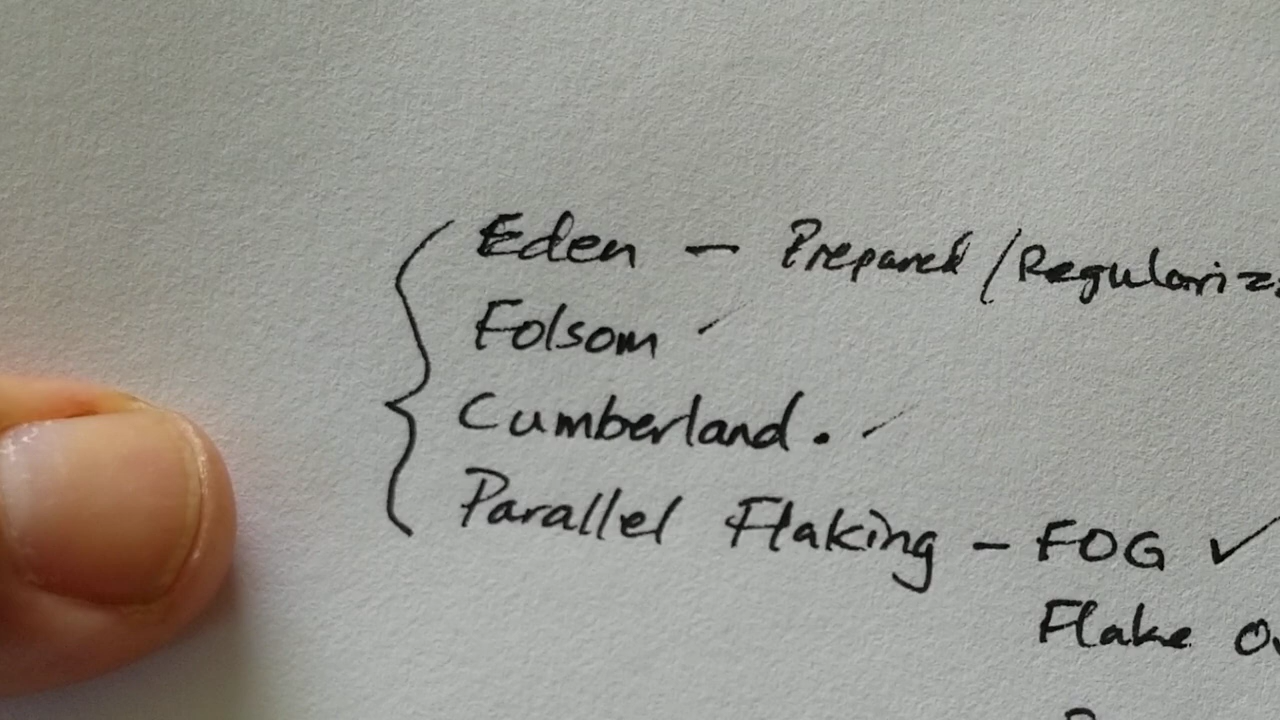 Eden — Prepared / Regulariz
Folsom ✓
Cumberland. ✓
Parallel Flaking – FOG ✓
Flake